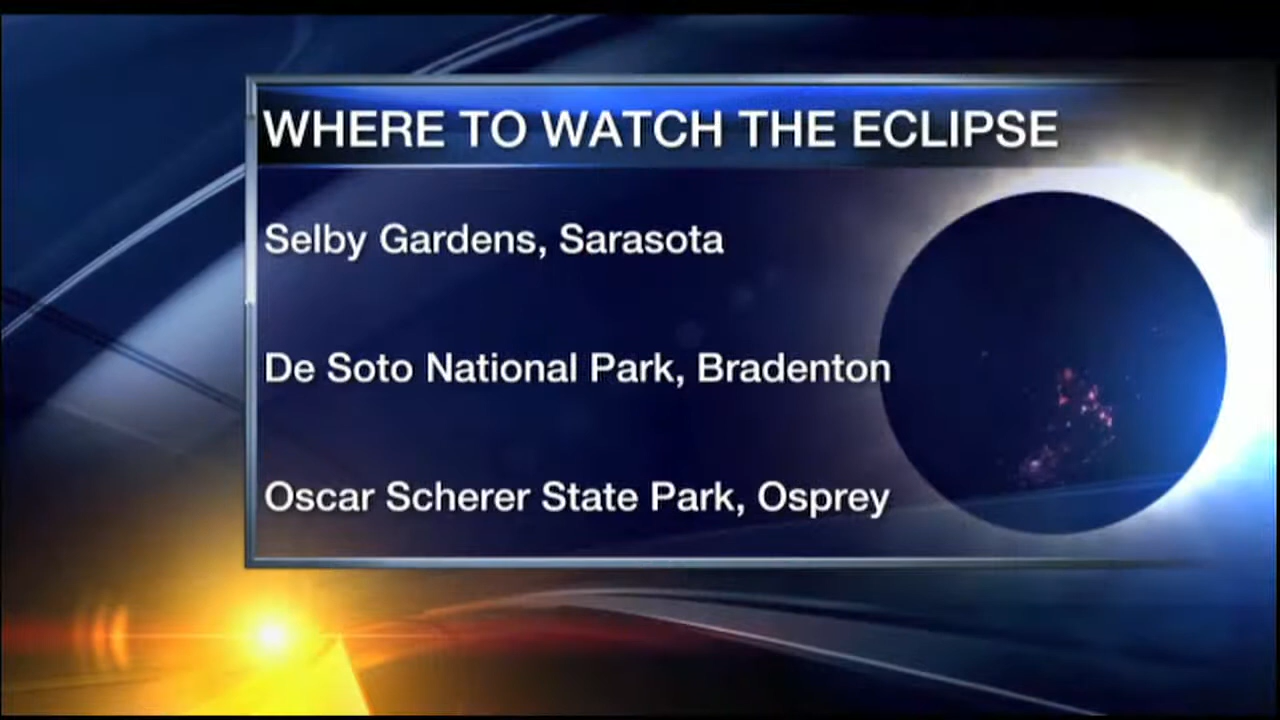 WHERE TO WATCH THE ECLIPSE
Selby Gardens, Sarasota
De Soto National Park, Bradenton
Oscar Scherer State Park, Osprey